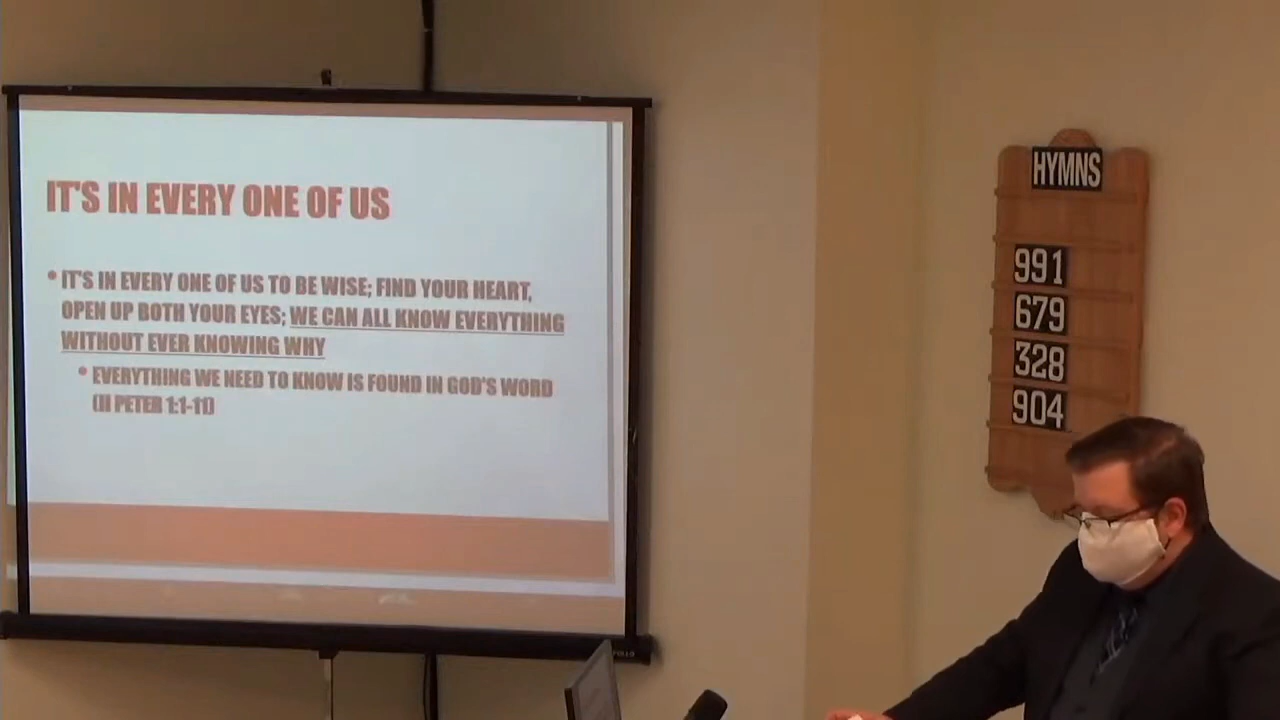 IT'S IN EVERY ONE OF US
• IT'S IN EVERY ONE OF US TO BE WISE; FIND YOUR HEART,
OPEN UP BOTH YOUR EYES; WE CAN ALL KNOW EVERYTHING
WITHOUT EVER KNOWING WHY
• EVERYTHING WE NEED TO KNOW IS FOUND IN GOD'S WORD
(II PETER 1:1-11)
HYMNS
991
679
328
904